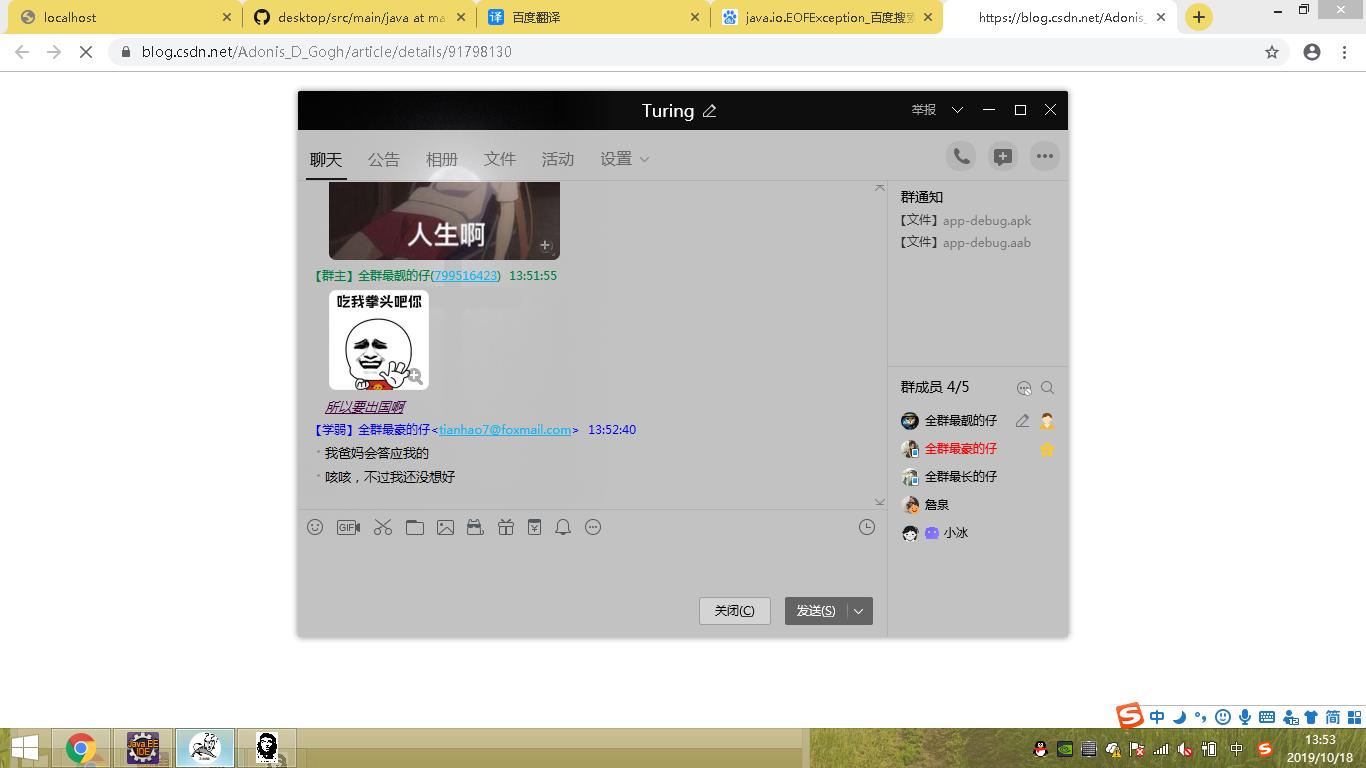 localhost
desktop/src/main/java at ma
译 百度翻译
java.io.EOFException_百度搜索
https://blog.csdn.net/Adonis_
blog.csdn.net/Adonis_D_Gogh/article/details/91798130
Turing
举报
聊天 公告 相册 文件 活动 设置
人生啊
【群主】全群最靓的仔(799516423) 13:51:55
吃我拳头吧你
所以要出国啊
【学弱】全群最豪的仔<tianhao7@foxmail.com> 13:52:40
我爸妈会答应我的
咳咳，不过我还没想好
GIF
关闭(C) 发送(S)
群通知
【文件】app-debug.apk
【文件】app-debug.aab
群成员 4/5
全群最靓的仔
全群最豪的仔
全群最长的仔
詹泉
小冰
中 简
Java EE
IDE
中
13:53
2019/10/18